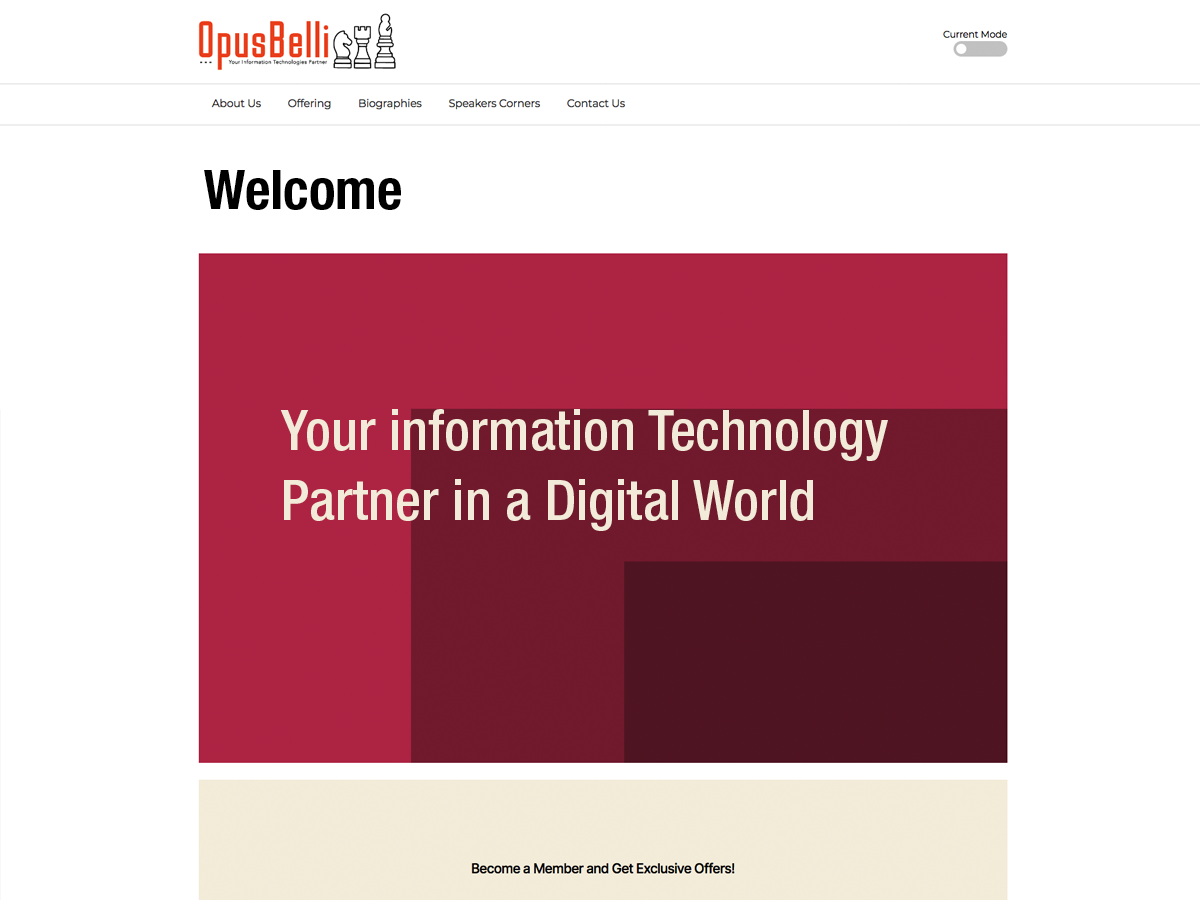 OpusBelli
Your Information Technologies Partner
Current Mode
About Us
Offering
Biographies
Speakers Corners
Contact Us
Welcome
Your information Technology
Partner in a Digital World
Become a Member and Get Exclusive Offers!